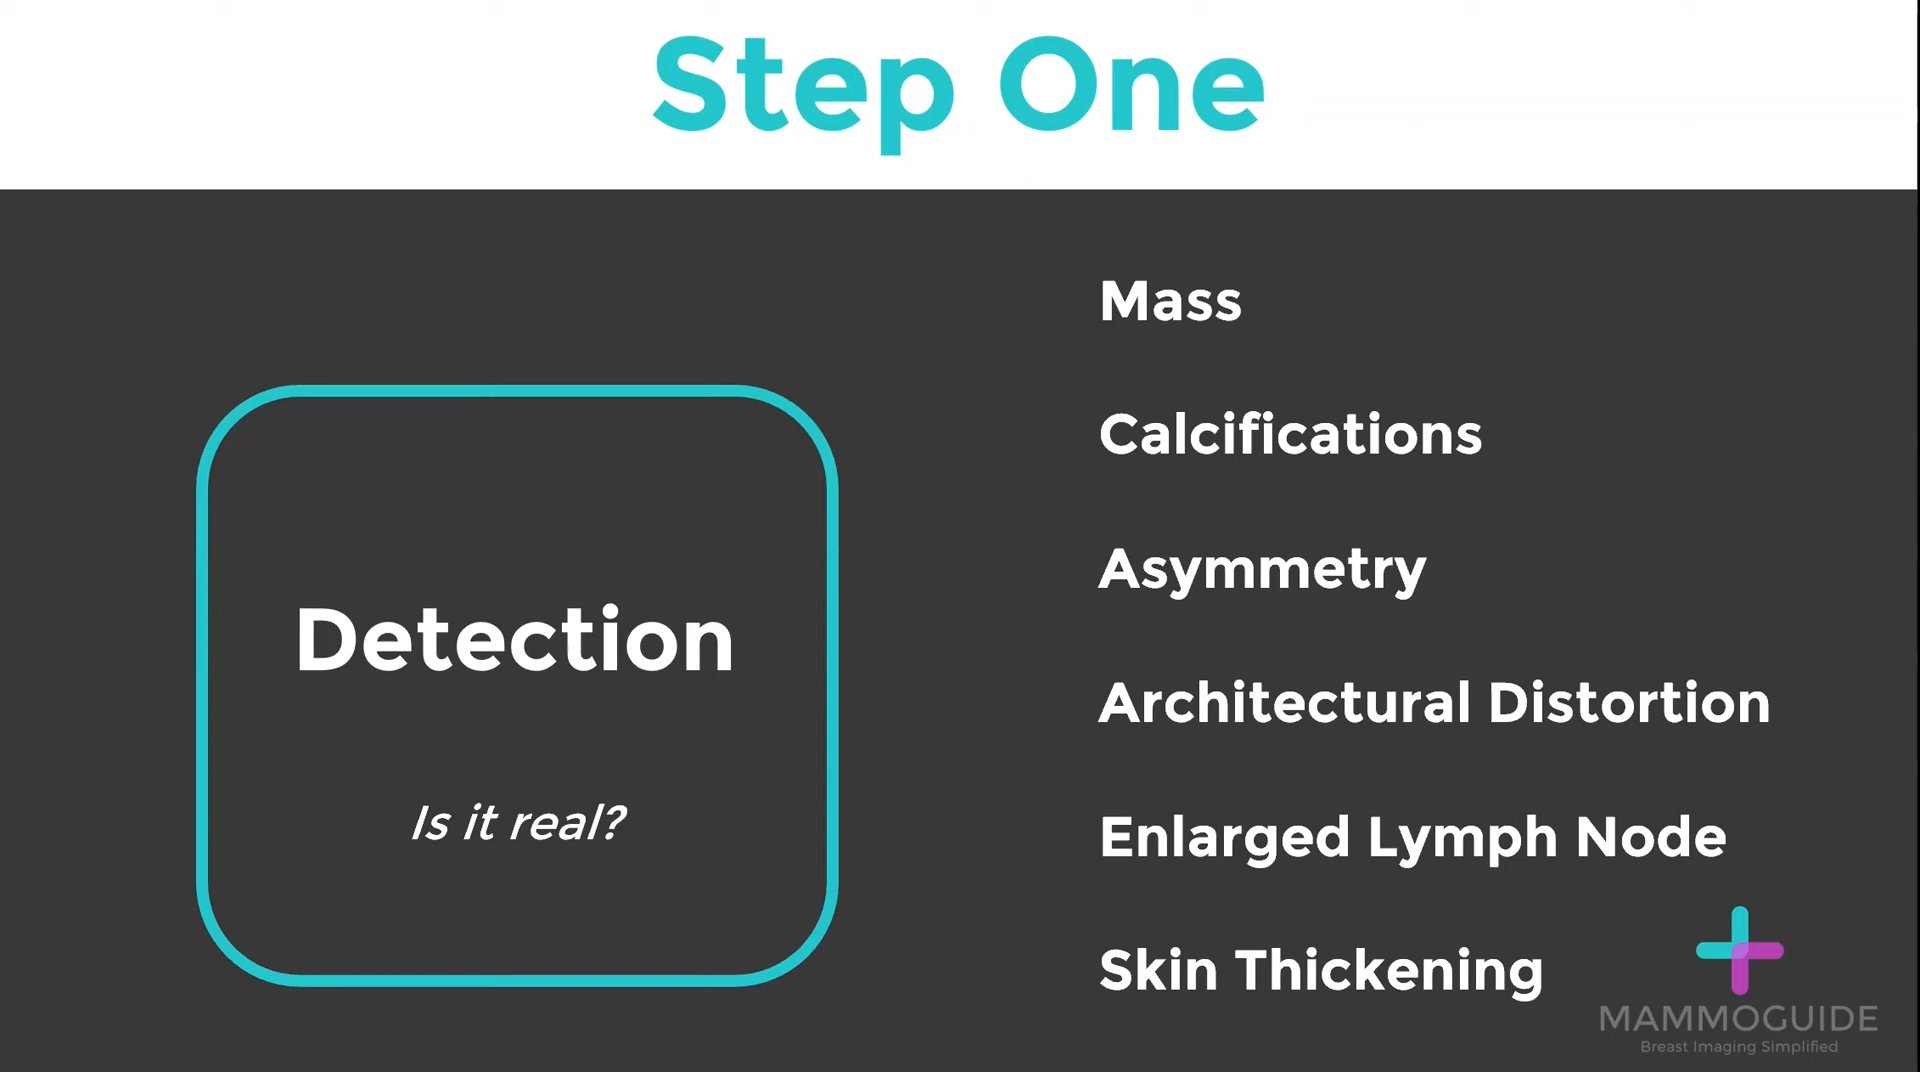 Step One
Detection
Is it real?
Mass
Calcifications
Asymmetry
Architectural Distortion
Enlarged Lymph Node
Skin Thickening
MAMMOGUIDE
Breast Imaging Simplified